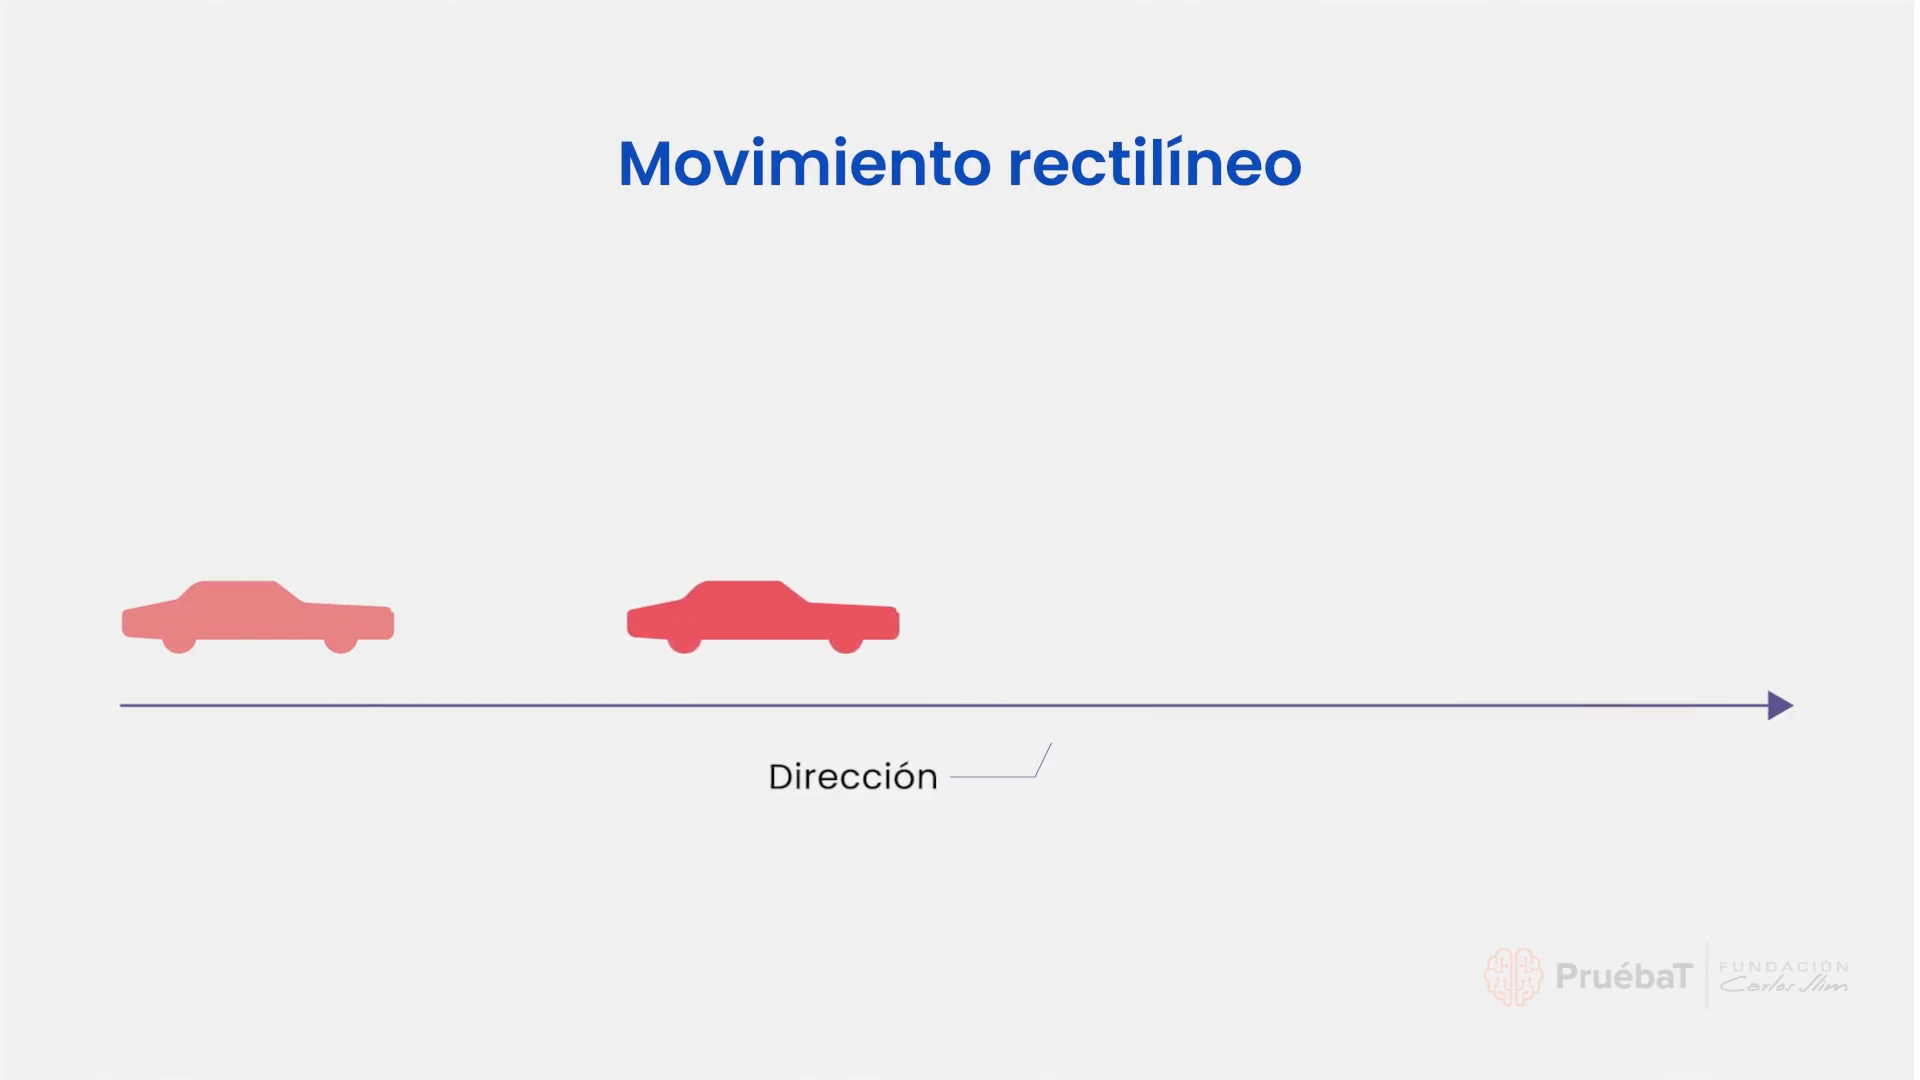 Movimiento rectilíneo
Dirección
PruébaT
FUNDACIÓN
Carlos Slim